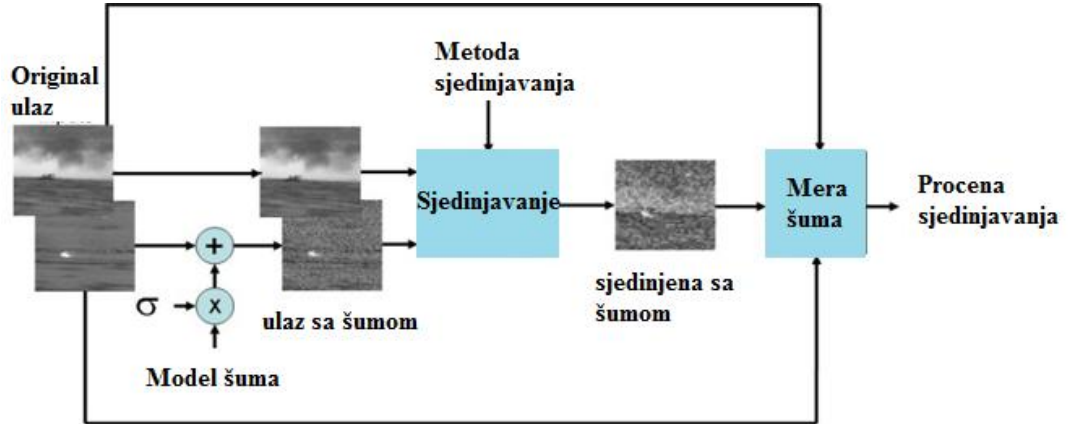 Original
ulaz
Metoda
sjedinjavanja
Sjedinjavanje
Mera
šuma
Procena
sjedinjavanja
+
σ
x
ulaz sa šumom
sjedinjena sa
šumom
Model šuma